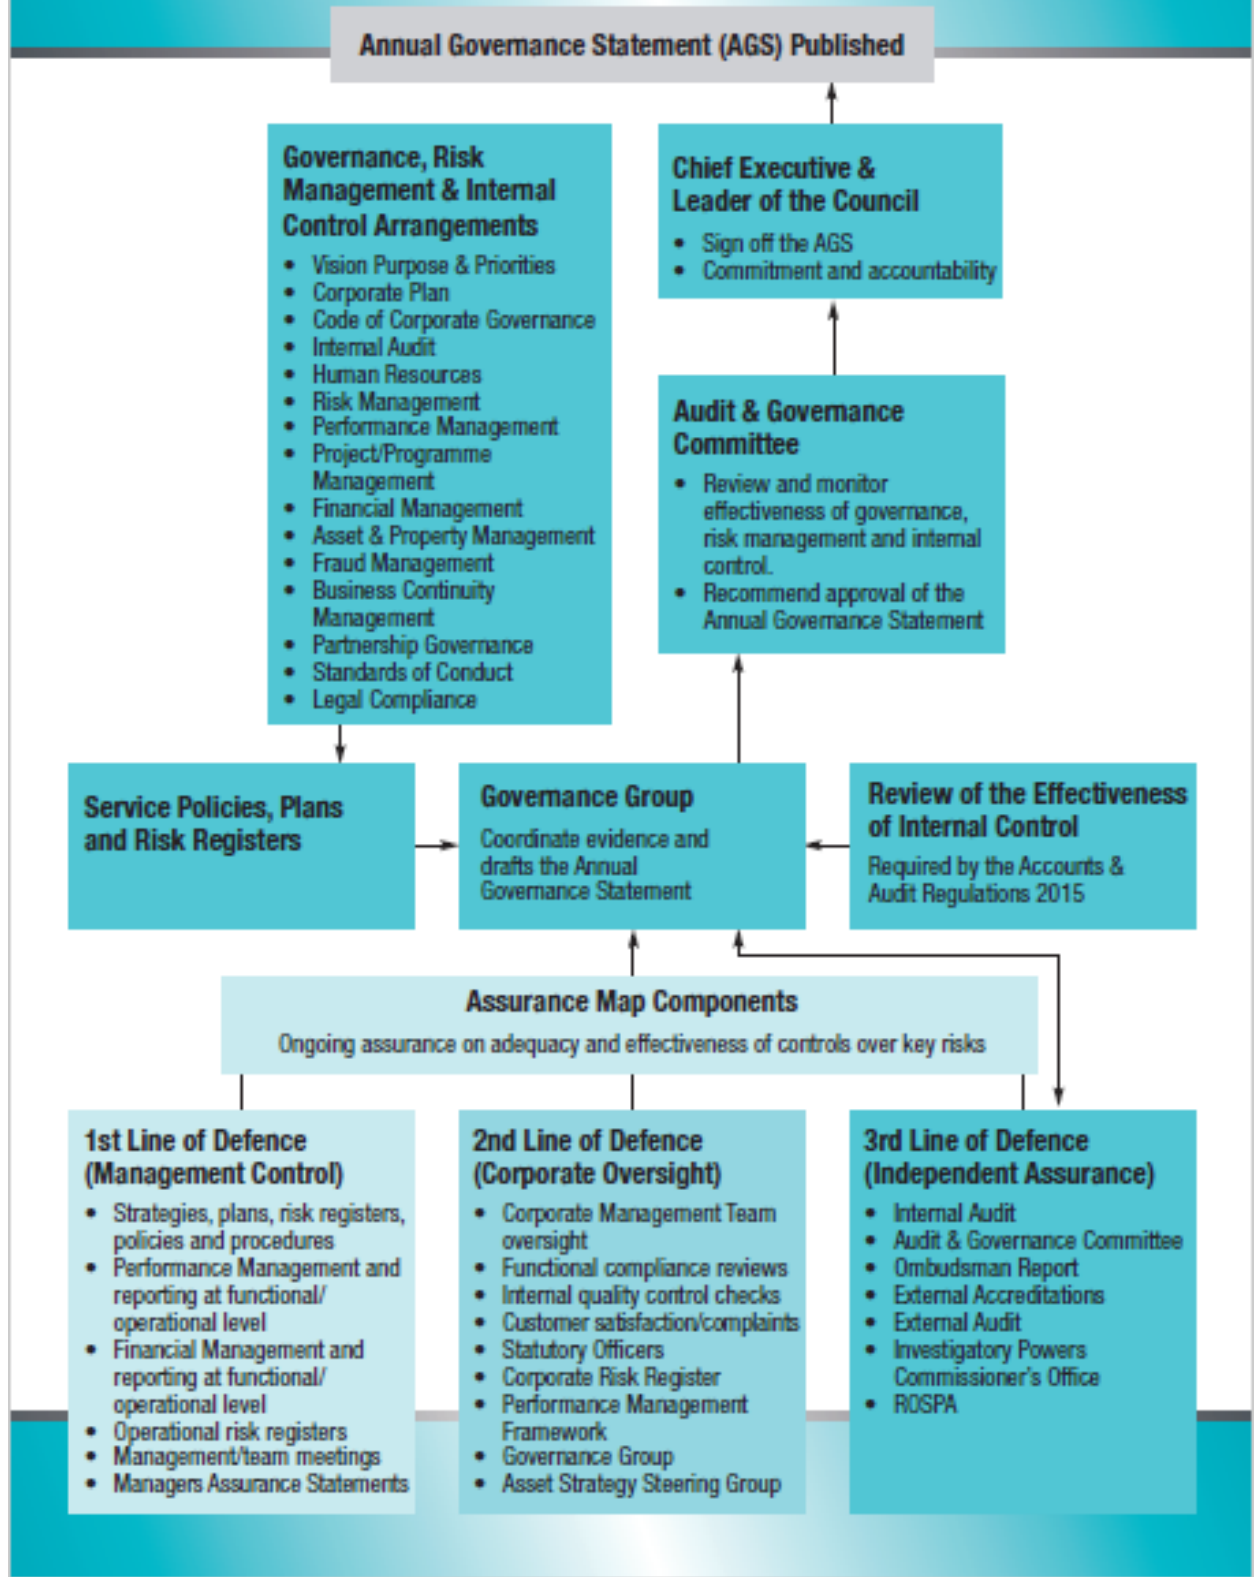 Annual Governance Statement (AGS) Published
Governance, Risk
Management & Internal
Control Arrangements
• Vision Purpose & Priorities
• Corporate Plan
• Code of Corporate Governance
• Internal Audit
• Human Resources
• Risk Management
• Performance Management
• Project/Programme
Management
• Financial Management
• Asset & Property Management
• Fraud Management
• Business Continuity
Management
• Partnership Governance
• Standards of Conduct
• Legal Compliance
Chief Executive &
Leader of the Council
• Sign off the AGS
• Commitment and accountability
Audit & Governance
Committee
• Review and monitor
effectiveness of governance,
risk management and internal
control.
• Recommend approval of the
Annual Governance Statement
Service Policies, Plans
and Risk Registers
Governance Group
Coordinate evidence and
drafts the Annual
Governance Statement
Review of the Effectiveness
of Internal Control
Required by the Accounts &
Audit Regulations 2015
Assurance Map Components
Ongoing assurance on adequacy and effectiveness of controls over key risks
1st Line of Defence
(Management Control)
• Strategies, plans, risk registers,
policies and procedures
• Performance Management and
reporting at functional/
operational level
• Financial Management and
reporting at functional/
operational level
• Operational risk registers
• Management/team meetings
• Managers Assurance Statements
2nd Line of Defence
(Corporate Oversight)
• Corporate Management Team
oversight
• Functional compliance reviews
• Internal quality control checks
• Customer satisfaction/complaints
• Statutory Officers
• Corporate Risk Register
• Performance Management
Framework
• Governance Group
• Asset Strategy Steering Group
3rd Line of Defence
(Independent Assurance)
• Internal Audit
• Audit & Governance Committee
• Ombudsman Report
• External Accreditations
• External Audit
• Investigatory Powers
Commissioner's Office
• ROSPA